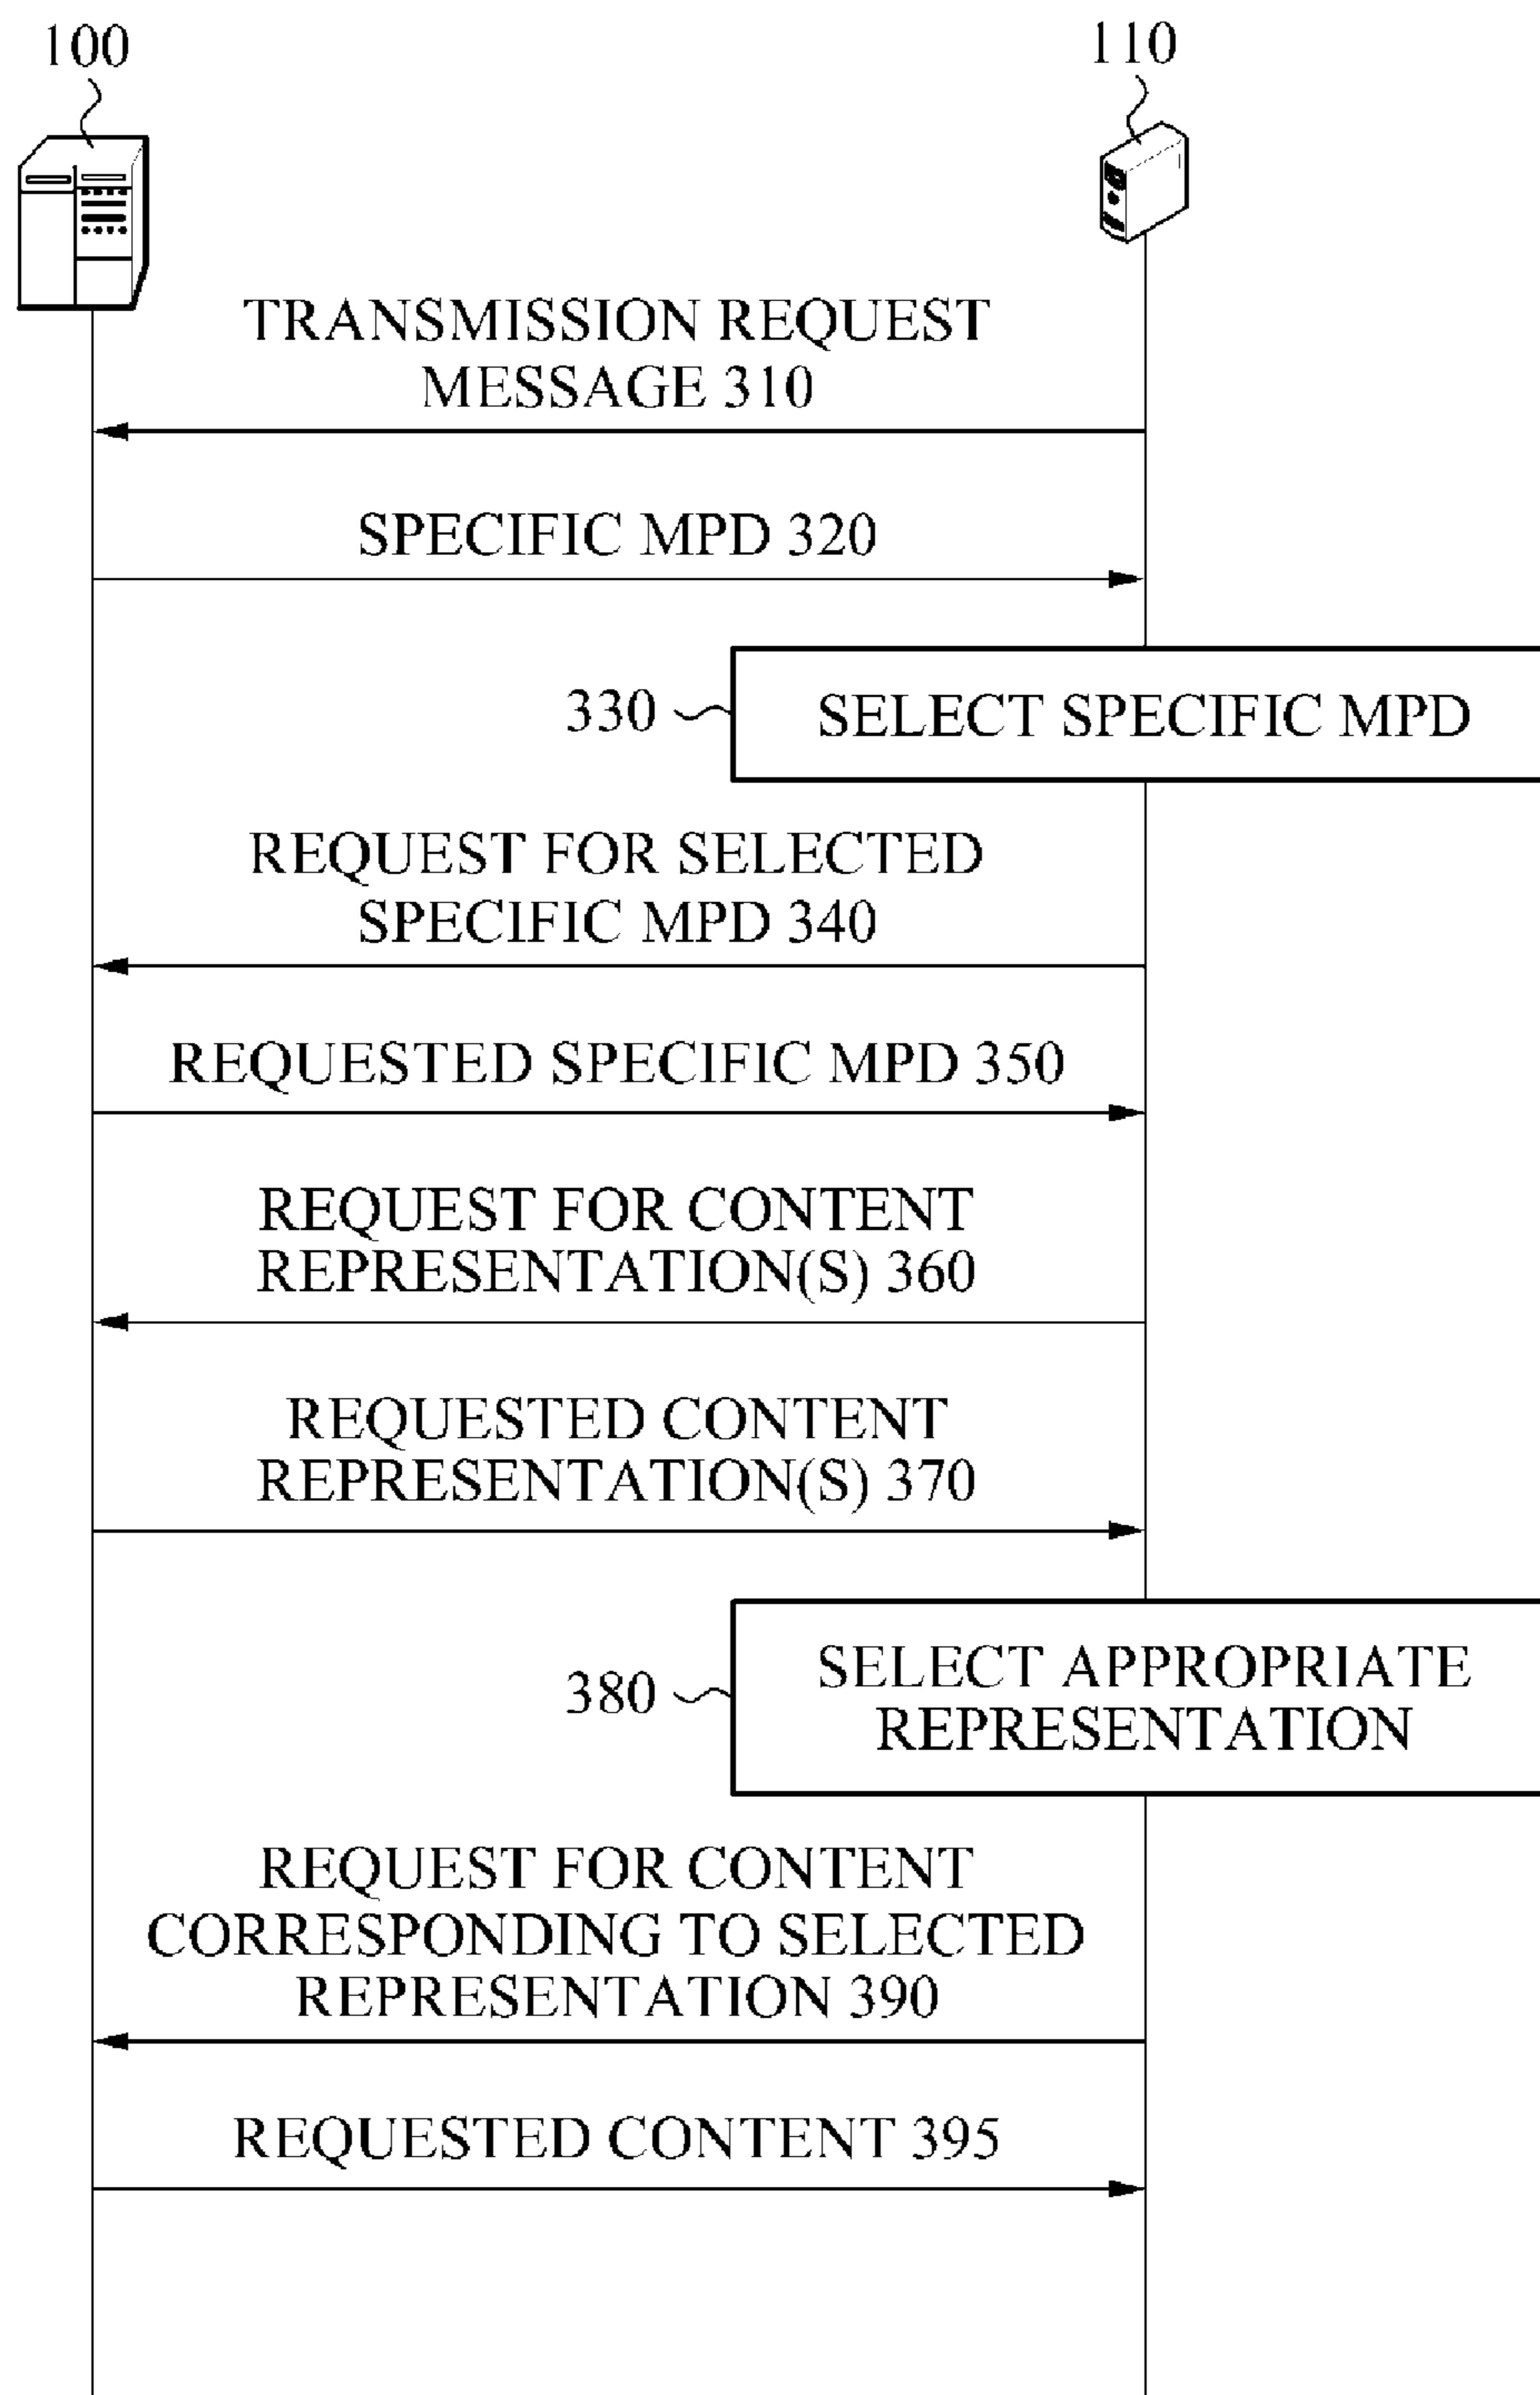 100
110
TRANSMISSION REQUEST
MESSAGE 310
SPECIFIC MPD 320
330
SELECT SPECIFIC MPD
REQUEST FOR SELECTED
SPECIFIC MPD 340
REQUESTED SPECIFIC MPD 350
REQUEST FOR CONTENT
REPRESENTATION(S) 360
REQUESTED CONTENT
REPRESENTATION(S) 370
380
SELECT APPROPRIATE
REPRESENTATION
REQUEST FOR CONTENT
CORRESPONDING TO SELECTED
REPRESENTATION 390
REQUESTED CONTENT 395